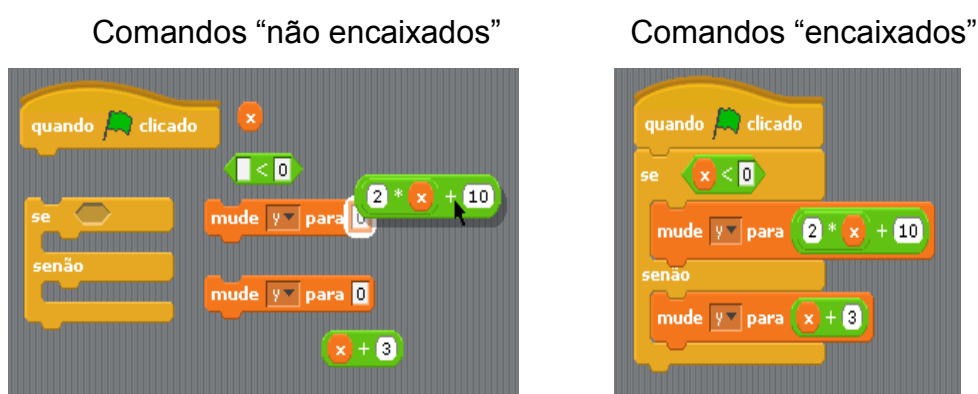 Comandos “não encaixados”
Comandos “encaixados”
quando clicado
x
< 0
2 * x + 10
se
mude y para 0
senão
mude y para 0
x + 3
quando clicado
se x < 0
mude y para 2 * x + 10
senão
mude y para x + 3